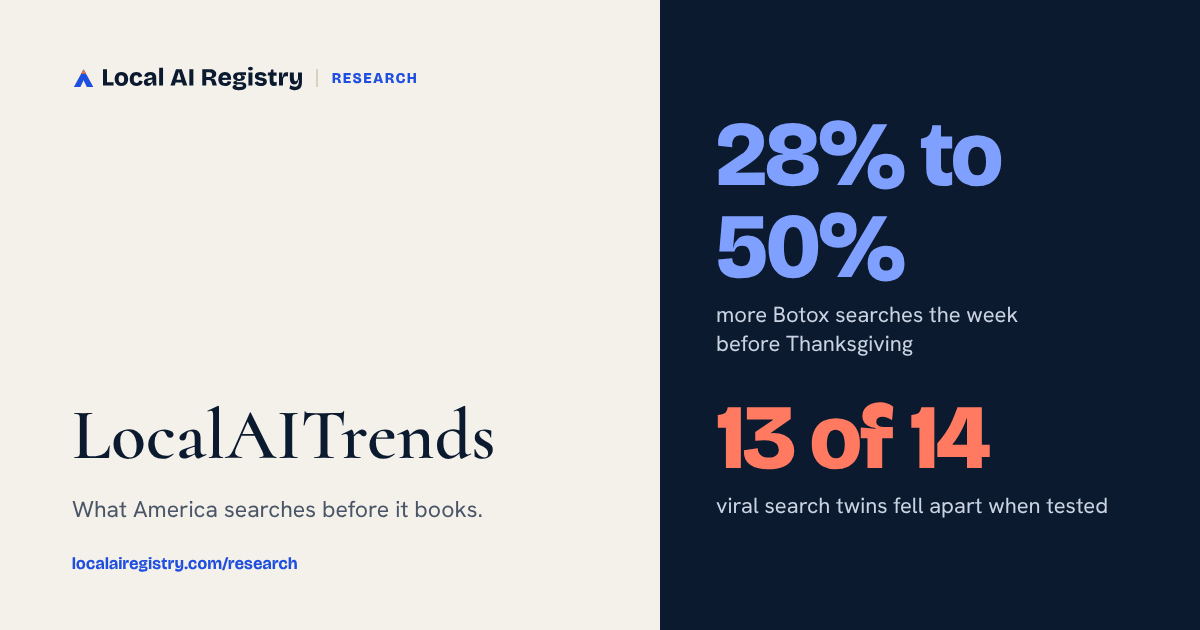 Local AI Registry | RESEARCH
LocalAITrends
What America searches before it books.
localairegistry.com/research
28% to
50%
more Botox searches the week
before Thanksgiving
13 of 14
viral search twins fell apart when tested